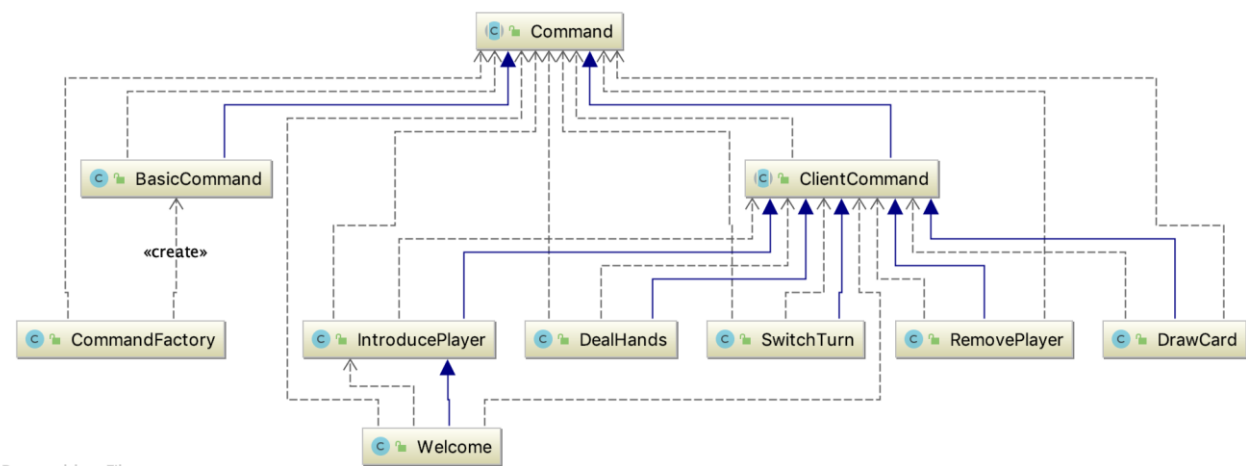 Command
BasicCommand
ClientCommand
«create»
CommandFactory
IntroducePlayer
DealHands
SwitchTurn
RemovePlayer
DrawCard
Welcome